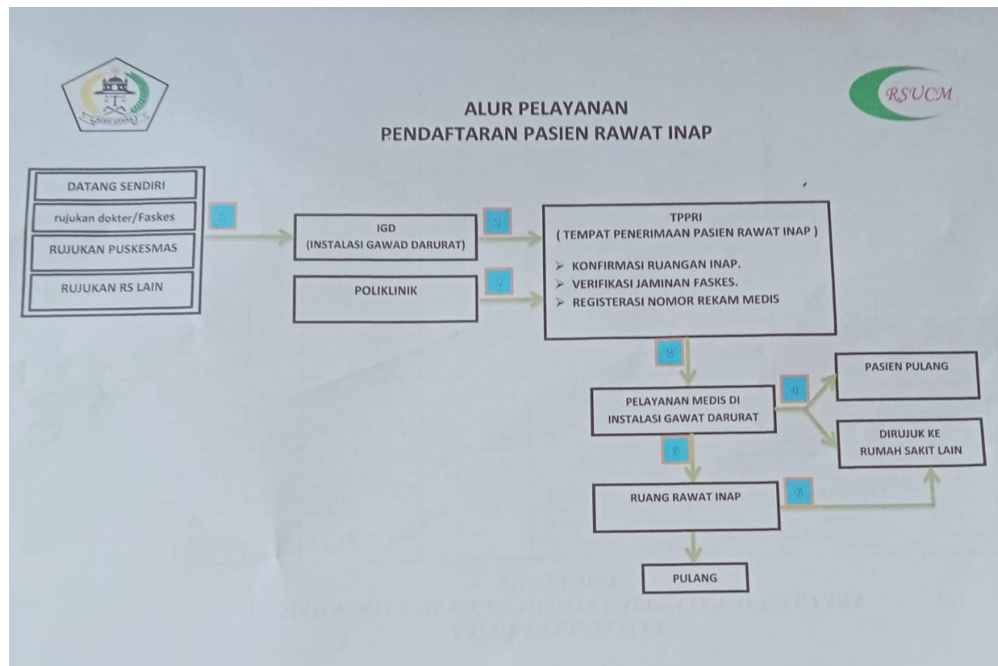 RSUCM
ALUR PELAYANAN
PENDAFTARAN PASIEN RAWAT INAP
DATANG SENDIRI
rujukan dokter/Faskes
RUJUKAN PUSKESMAS
RUJUKAN RS LAIN
IGD
(INSTALASI GAWAD DARURAT)
POLIKLINIK
TPPRI
( TEMPAT PENERIMAAN PASIEN RAWAT INAP )
➢ KONFIRMASI RUANGAN INAP.
➢ VERIFIKASI JAMINAN FASKES.
➢ REGISTERASI NOMOR REKAM MEDIS
PELAYANAN MEDIS DI
INSTALASI GAWAT DARURAT
PASIEN PULANG
DIRUJUK KE
RUMAH SAKIT LAIN
RUANG RAWAT INAP
PULANG